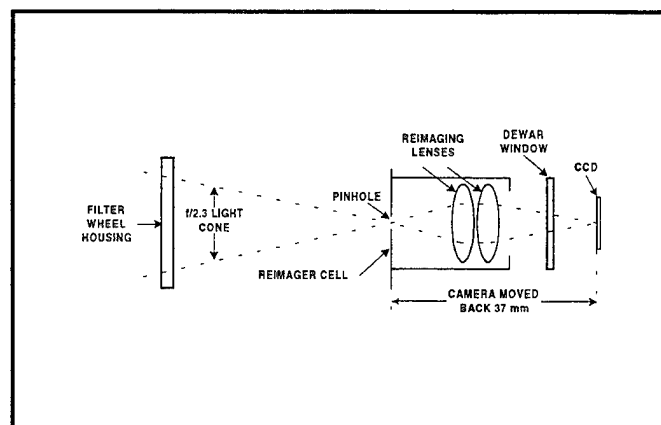 REIMAGING
LENSES
DEWAR
WINDOW
CCD
PINHOLE
FILTER
WHEEL
HOUSING
f/2.3 LIGHT
CONE
REIMAGER CELL
CAMERA MOVED
BACK 37 mm